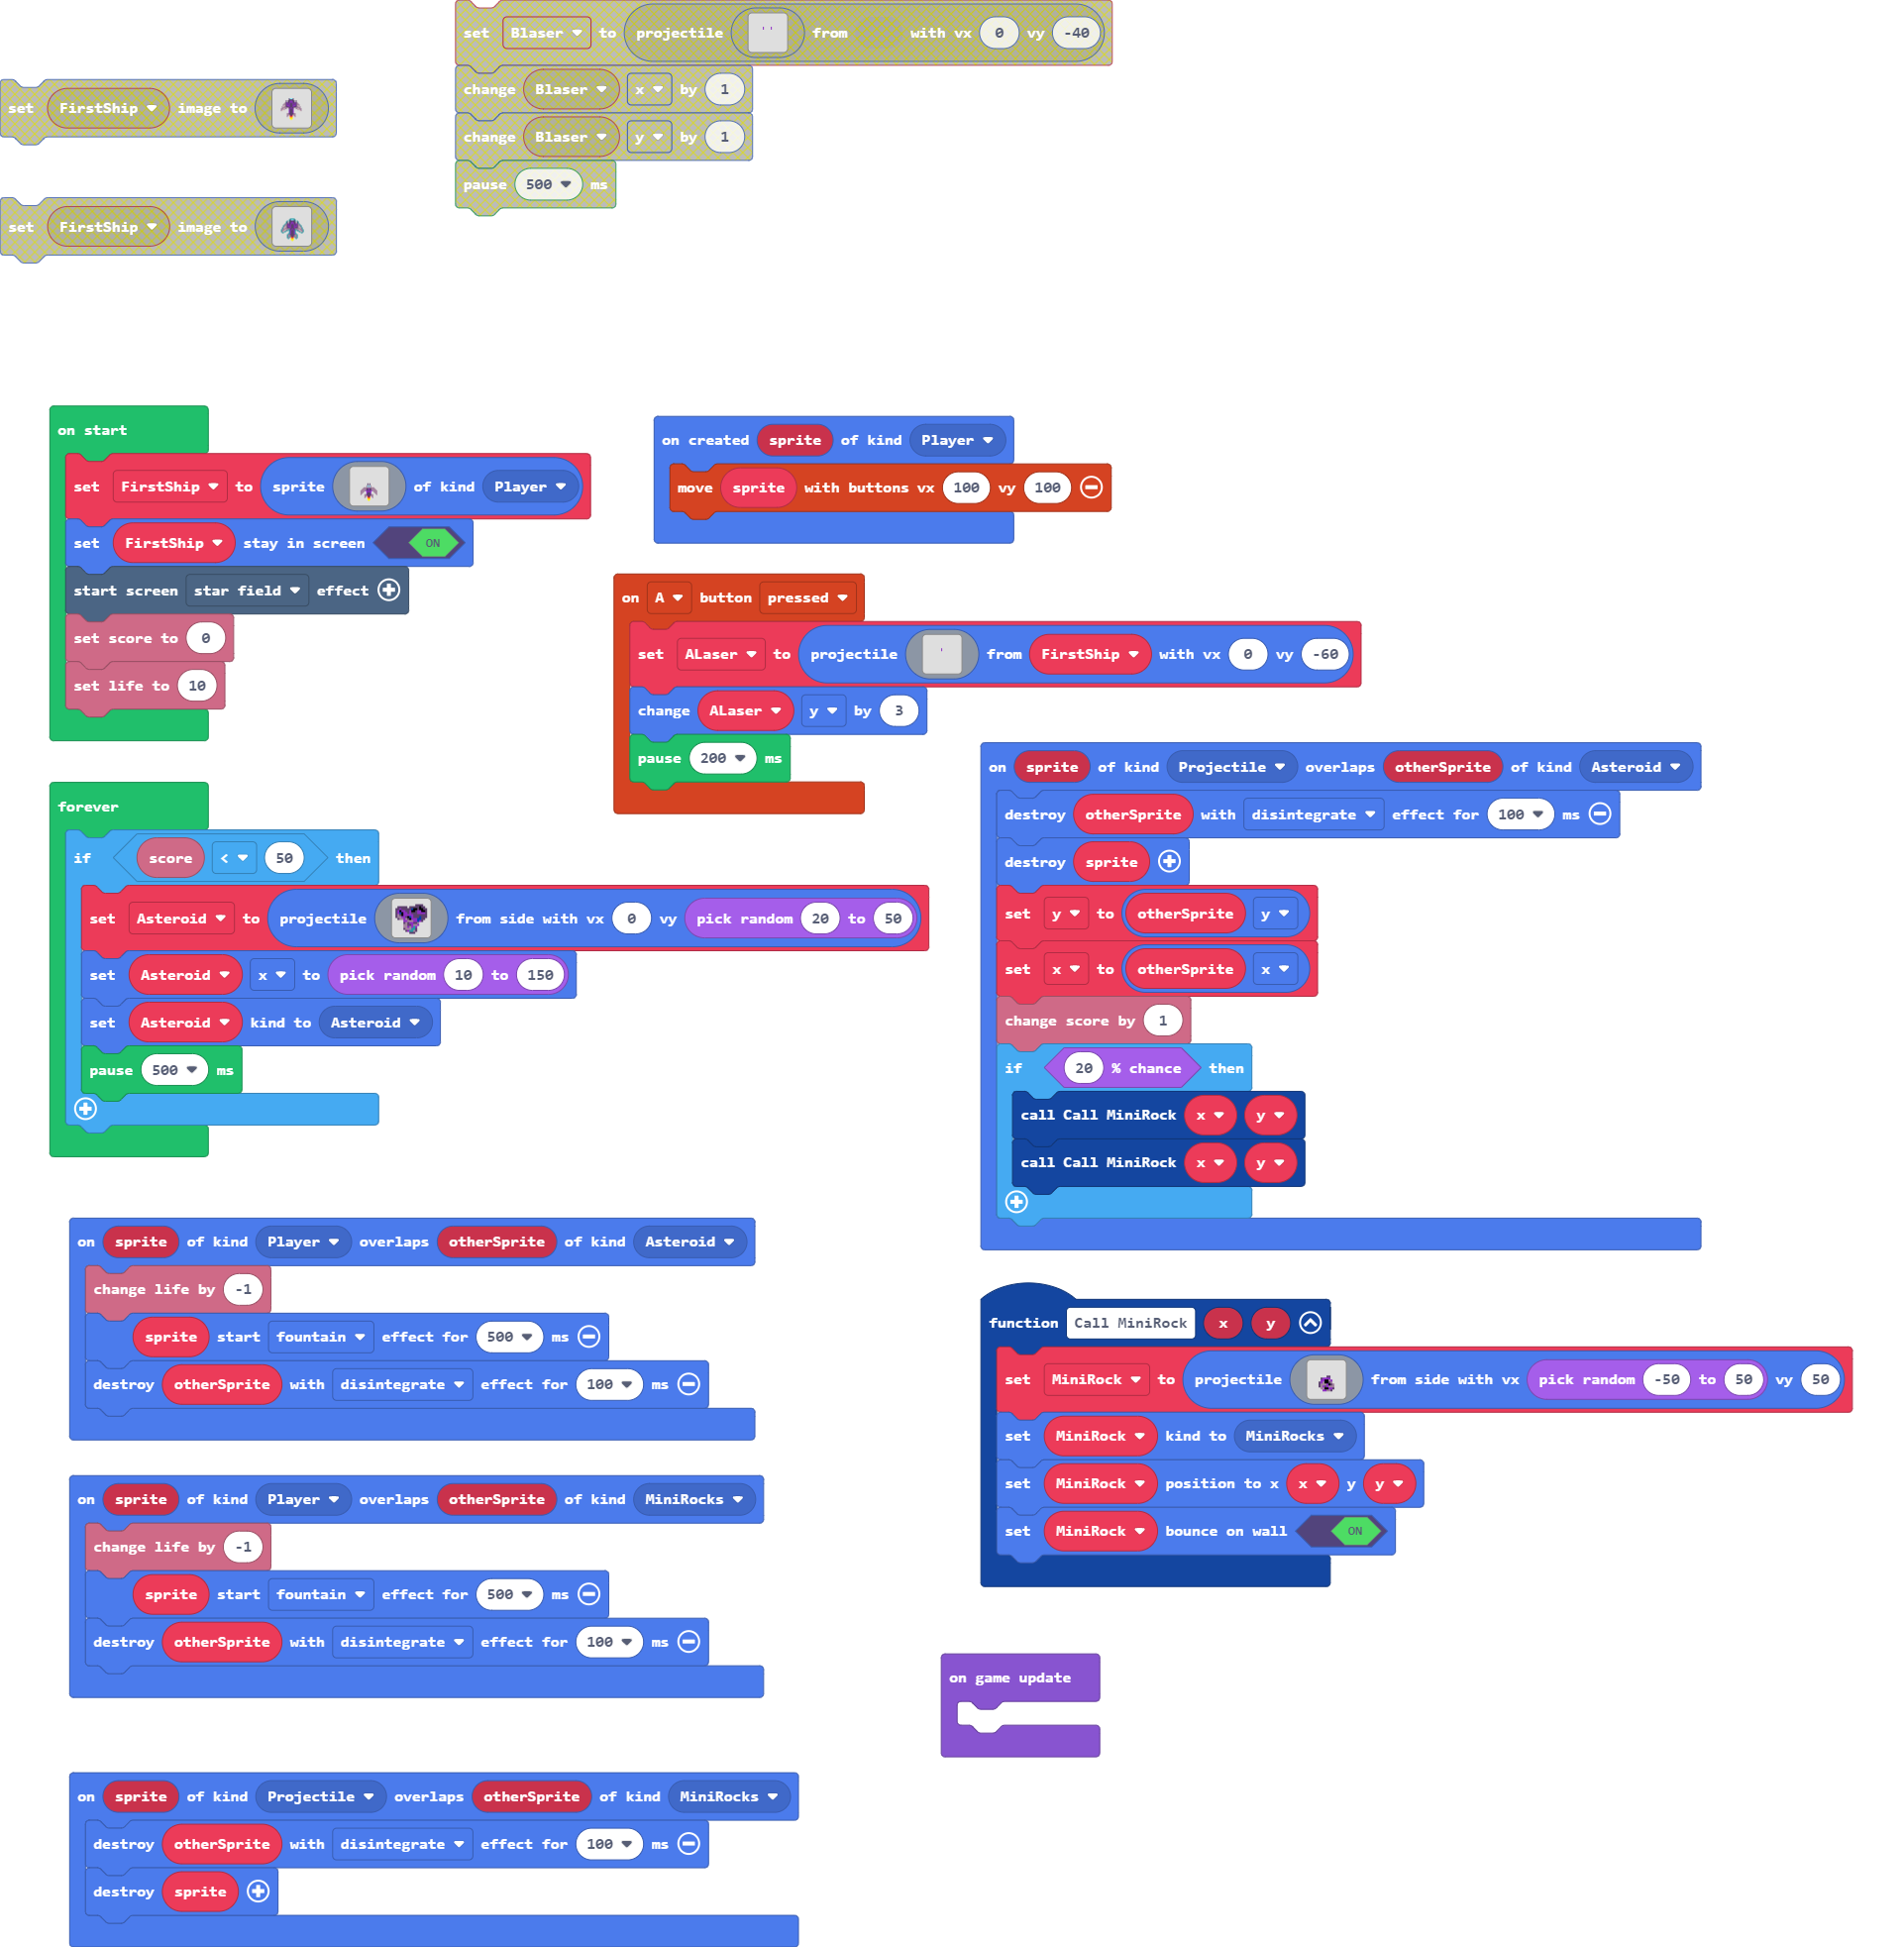 set Blaser to projectile '' from with vx 0 vy -40
change Blaser x by 1
change Blaser y by 1
pause 500 ms
set FirstShip image to
set FirstShip image to
on start
set FirstShip to sprite of kind Player
set FirstShip stay in screen ON
start screen star field effect
set score to 0
set life to 10
on created sprite of kind Player
move sprite with buttons vx 100 vy 100
on A button pressed
set ALaser to projectile ' from FirstShip with vx 0 vy -60
change ALaser y by 3
pause 200 ms
forever
if score < 50 then
set Asteroid to projectile from side with vx 0 vy pick random 20 to 50
set Asteroid x to pick random 10 to 150
set Asteroid kind to Asteroid
pause 500 ms
on sprite of kind Projectile overlaps otherSprite of kind Asteroid
destroy otherSprite with disintegrate effect for 100 ms
destroy sprite
set y to otherSprite y
set x to otherSprite x
change score by 1
if 20 % chance then
call Call MiniRock x y
call Call MiniRock x y
on sprite of kind Player overlaps otherSprite of kind Asteroid
change life by -1
sprite start fountain effect for 500 ms
destroy otherSprite with disintegrate effect for 100 ms
function Call MiniRock x y
set MiniRock to projectile from side with vx pick random -50 to 50 vy 50
set MiniRock kind to MiniRocks
set MiniRock position to x x y y
set MiniRock bounce on wall ON
on sprite of kind Player overlaps otherSprite of kind MiniRocks
change life by -1
sprite start fountain effect for 500 ms
destroy otherSprite with disintegrate effect for 100 ms
on game update
on sprite of kind Projectile overlaps otherSprite of kind MiniRocks
destroy otherSprite with disintegrate effect for 100 ms
destroy sprite